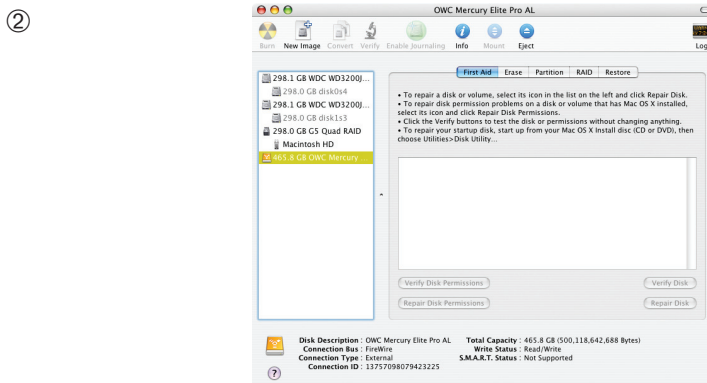 ②
OWC Mercury Elite Pro AL
Burn New Image Convert Verify Enable Journaling Info Mount Eject Log
298.1 GB WDC WD3200J...
298.0 GB disk0s4
298.1 GB WDC WD3200J...
298.0 GB disk1s3
298.0 GB G5 Quad RAID
Macintosh HD
465.8 GB OWC Mercury ...
First Aid Erase Partition RAID Restore
• To repair a disk or volume, select its icon in the list on the left and click Repair Disk.
• To repair disk permission problems on a disk or volume that has Mac OS X installed,
select its icon and click Repair Disk Permissions.
• Click the Verify buttons to test the disk or permissions without changing anything.
• To repair your startup disk, start up from your Mac OS X Install disc (CD or DVD), then
choose Utilities>Disk Utility...
Verify Disk Permissions Verify Disk
Repair Disk Permissions Repair Disk
Disk Description : OWC Mercury Elite Pro AL Total Capacity : 465.8 GB (500,118,642,688 Bytes)
Connection Bus : FireWire Write Status : Read/Write
Connection Type : External S.M.A.R.T. Status : Not Supported
Connection ID : 13757098079423225
?